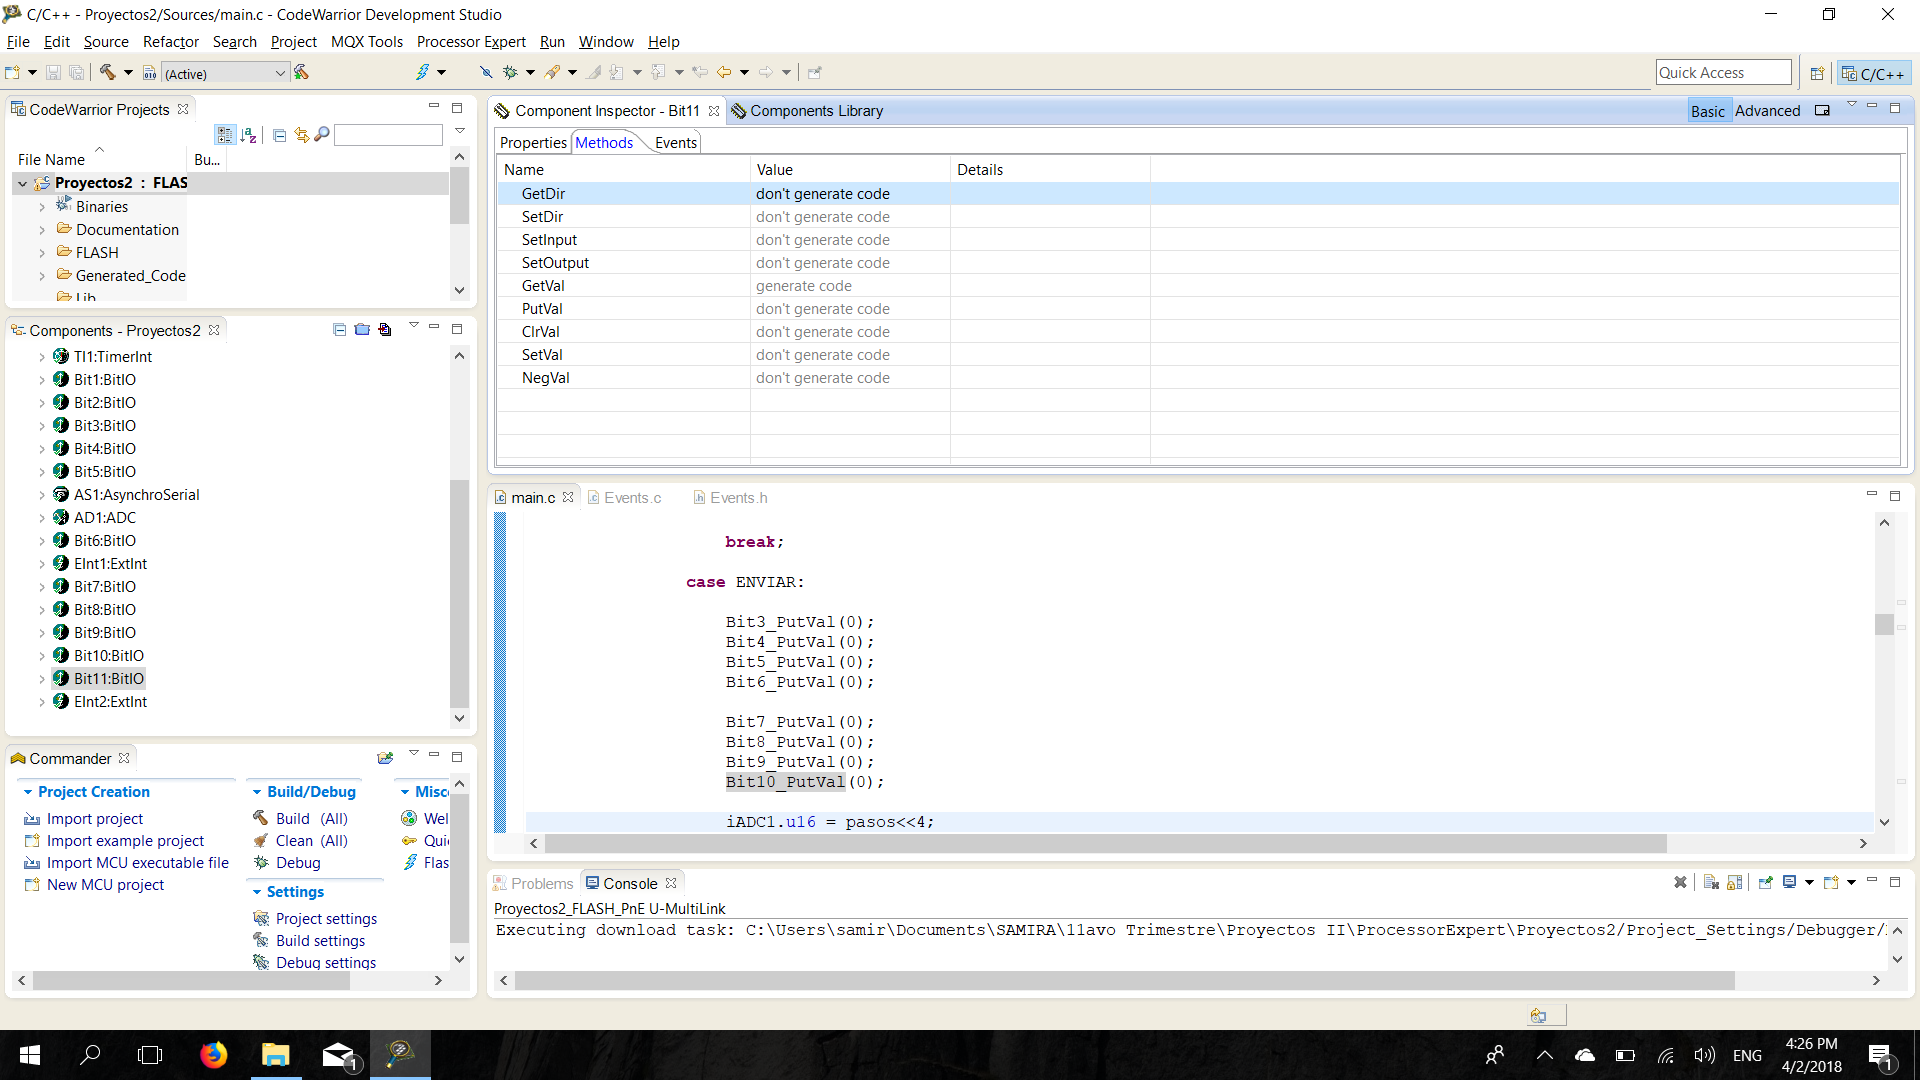 C/C++ - Proyectos2/Sources/main.c - CodeWarrior Development Studio
File Edit Source Refactor Search Project MQX Tools Processor Expert Run Window Help
(Active)
Quick Access
C/C++
CodeWarrior Projects
File Name Bu...
Proyectos2 : FLAS
Binaries
Documentation
FLASH
Generated_Code
Lib
Components - Proyectos2
TI1:TimerInt
Bit1:BitIO
Bit2:BitIO
Bit3:BitIO
Bit4:BitIO
Bit5:BitIO
AS1:AsynchroSerial
AD1:ADC
Bit6:BitIO
EInt1:ExtInt
Bit7:BitIO
Bit8:BitIO
Bit9:BitIO
Bit10:BitIO
Bit11:BitIO
EInt2:ExtInt
Commander
Project Creation
Import project
Import example project
Import MCU executable file
New MCU project
Build/Debug
Build (All)
Clean (All)
Debug
Settings
Project settings
Build settings
Debug settings
Misc
Wel
Quic
Flas
Component Inspector - Bit11
Components Library
Basic Advanced
Properties Methods Events
Name Value Details
GetDir don't generate code
SetDir don't generate code
SetInput don't generate code
SetOutput don't generate code
GetVal generate code
PutVal don't generate code
ClrVal don't generate code
SetVal don't generate code
NegVal don't generate code
main.c Events.c Events.h
break;
case ENVIAR:
Bit3_PutVal(0);
Bit4_PutVal(0);
Bit5_PutVal(0);
Bit6_PutVal(0);
Bit7_PutVal(0);
Bit8_PutVal(0);
Bit9_PutVal(0);
Bit10_PutVal(0);
iADC1.u16 = pasos<<4;
Problems Console
Proyectos2_FLASH_PnE U-MultiLink
Executing download task: C:\Users\samir\Documents\SAMIRA\11avo Trimestre\Proyectos II\ProcessorExpert\Proyectos2/Project_Settings/Debugger/
1
ENG
4:26 PM
4/2/2018
1